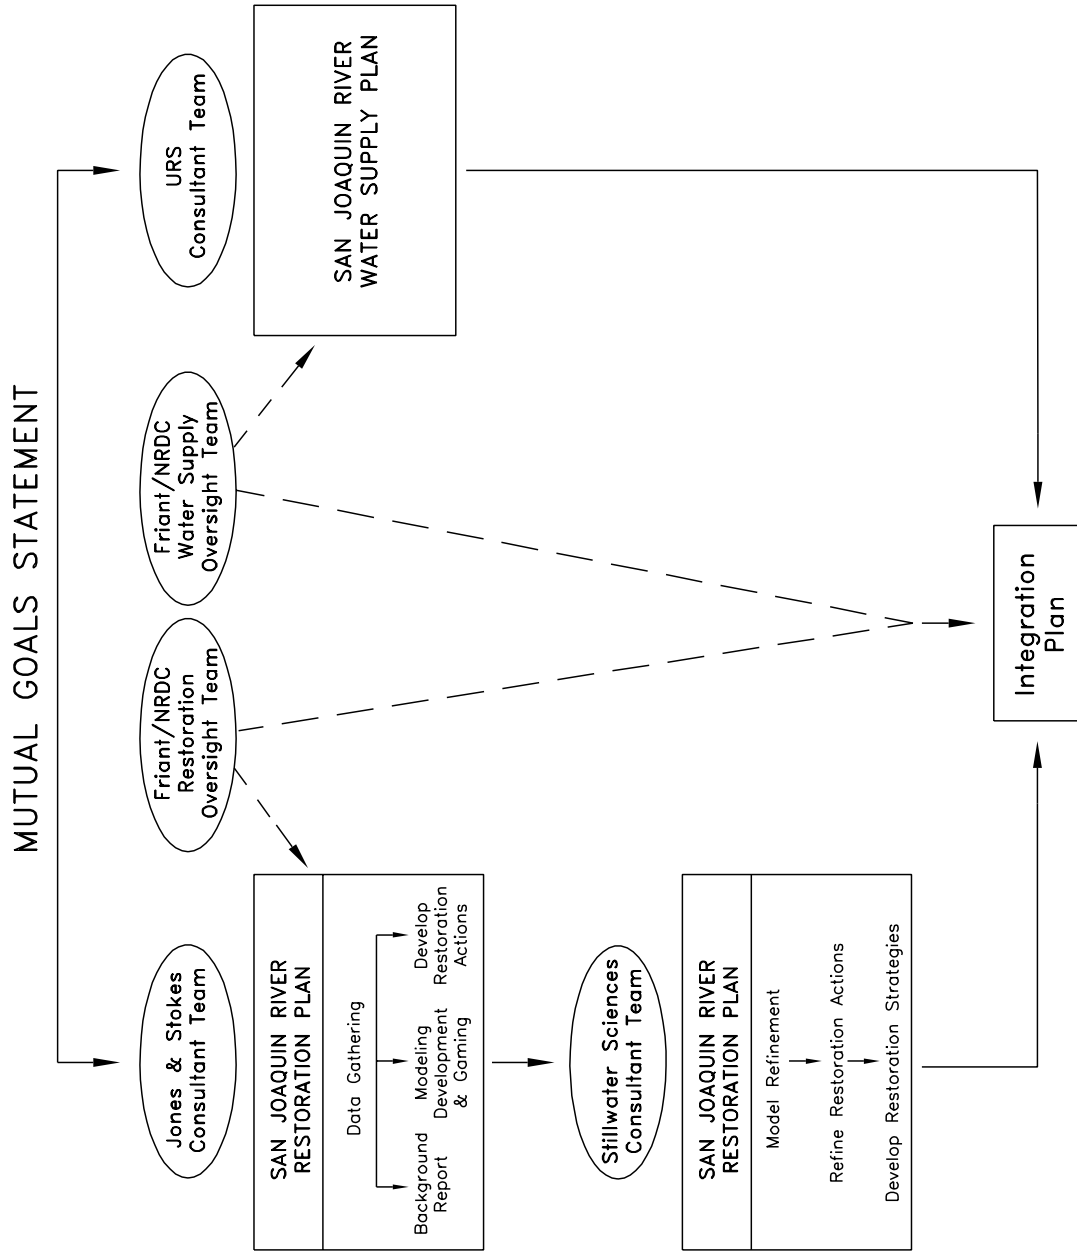 MUTUAL GOALS STATEMENT
Jones & Stokes
Consultant Team
Friant/NRDC
Restoration
Oversight Team
Friant/NRDC
Water Supply
Oversight Team
URS
Consultant Team
SAN JOAQUIN RIVER
RESTORATION PLAN
Data Gathering
Background
Report
Modeling
Development
& Gaming
Develop
Restoration
Actions
SAN JOAQUIN RIVER
WATER SUPPLY PLAN
Stillwater Sciences
Consultant Team
SAN JOAQUIN RIVER
RESTORATION PLAN
Model Refinement
Refine Restoration Actions
Develop Restoration Strategies
Integration
Plan